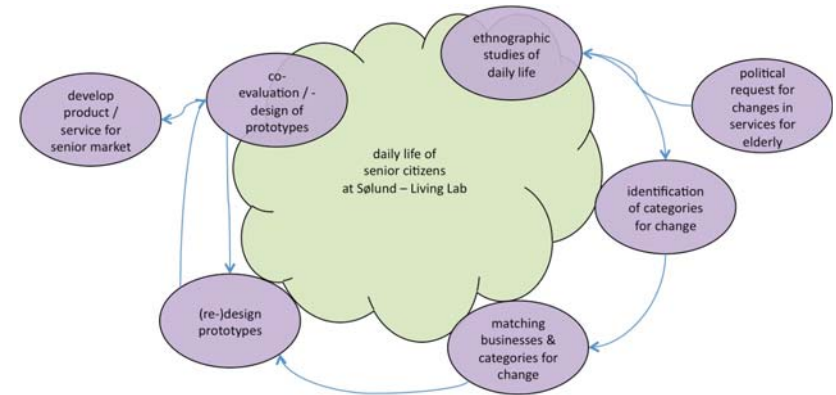 ethnographic
studies of
daily life
political
request for
changes in
services for
elderly
co-
evaluation / -
design of
prototypes
develop
product /
service for
senior market
daily life of
senior citizens
at Sølund – Living Lab
identification
of categories
for change
(re-)design
prototypes
matching
businesses &
categories for
change